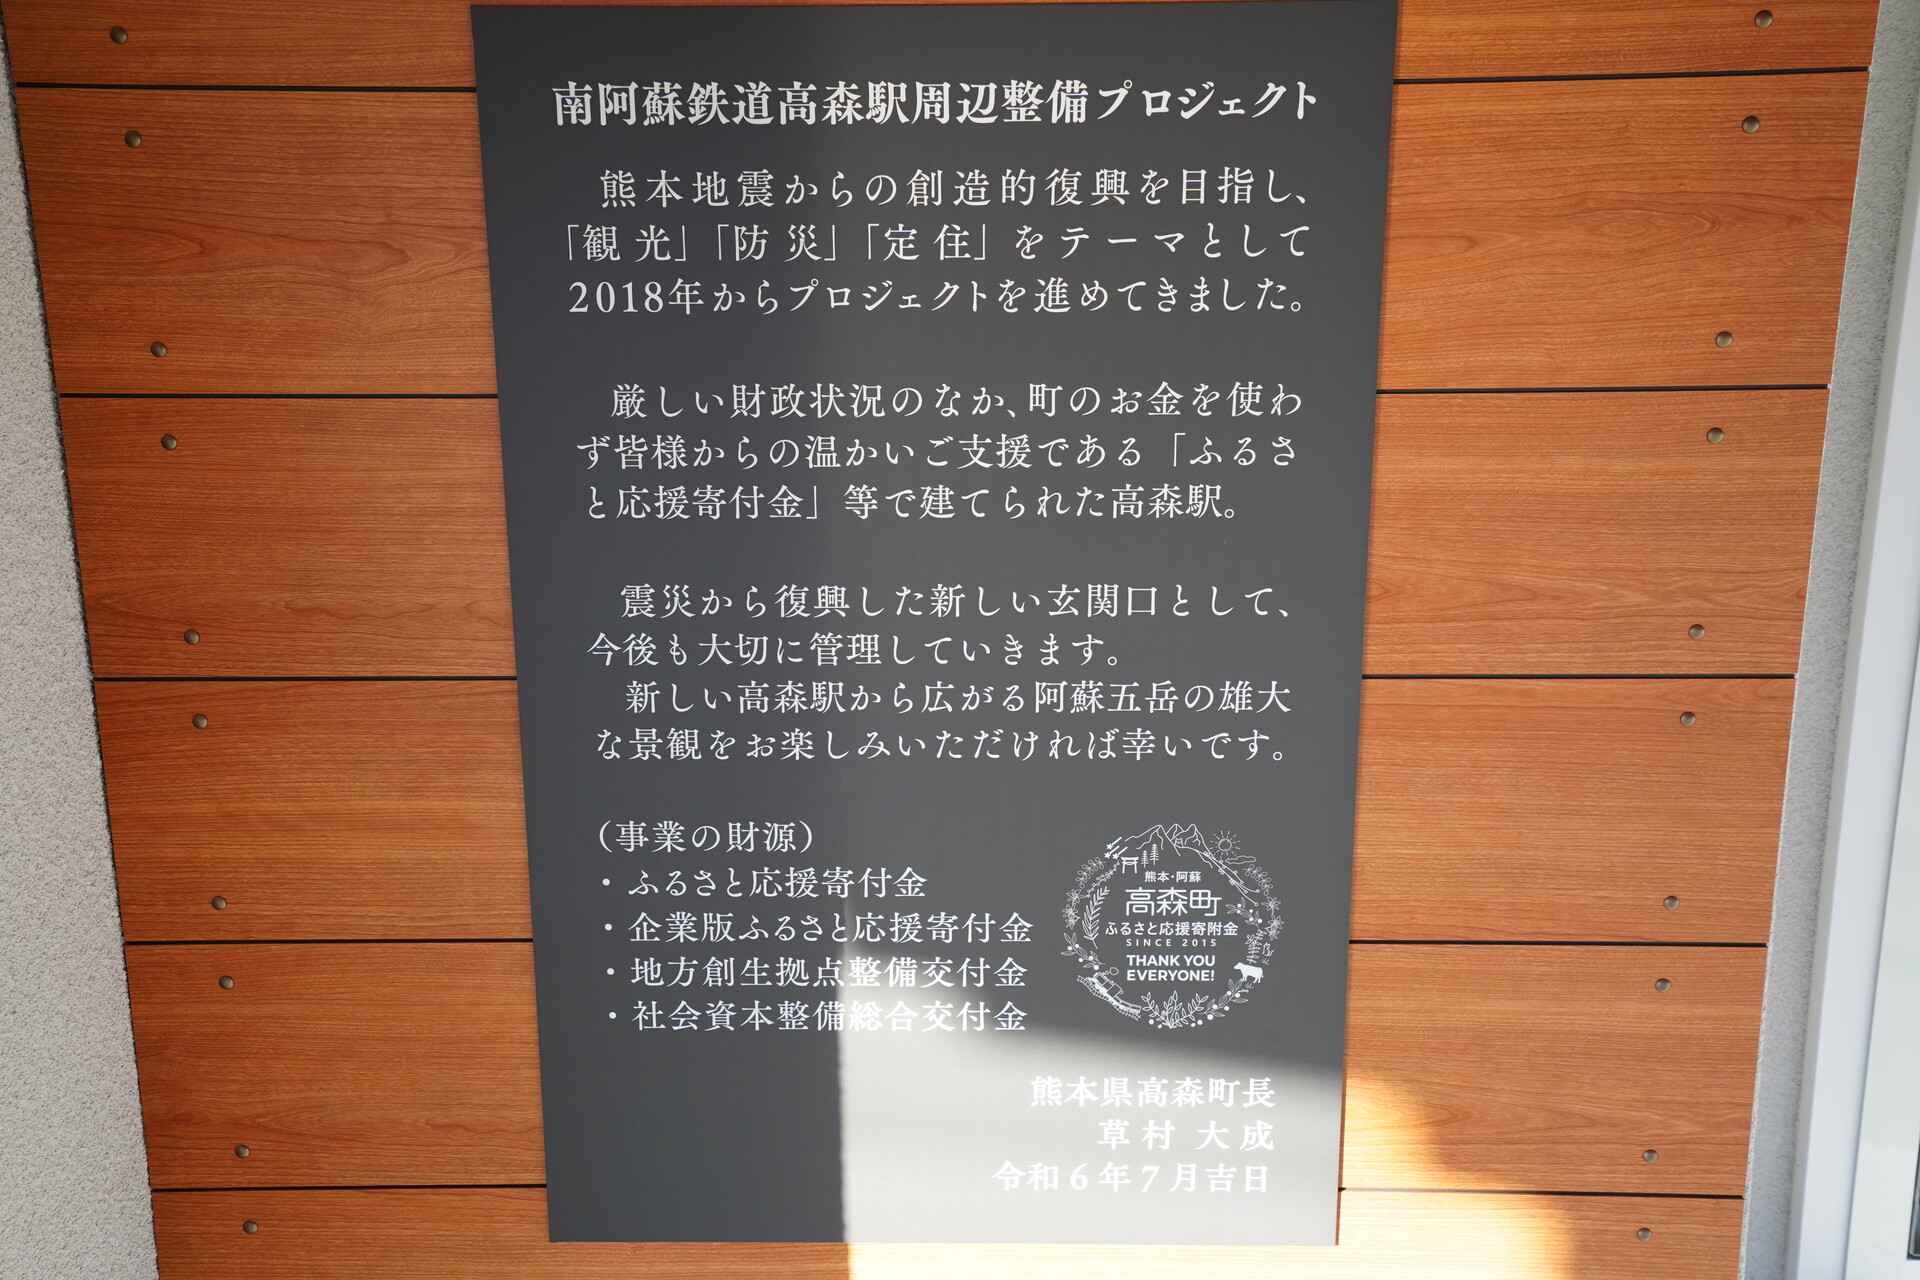 南阿蘇鉄道高森駅周辺整備プロジェクト
熊本地震からの創造的復興を目指し、
「観光」「防災」「定住」をテーマとして
2018年からプロジェクトを進めてきました。
厳しい財政状況のなか、町のお金を使わ
ず皆様からの温かいご支援である「ふるさ
と応援寄付金」等で建てられた高森駅。
震災から復興した新しい玄関口として、
今後も大切に管理していきます。
新しい高森駅から広がる阿蘇五岳の雄大
な景観をお楽しみいただければ幸いです。
（事業の財源）
・ふるさと応援寄付金
・企業版ふるさと応援寄付金
・地方創生拠点整備交付金
・社会資本整備総合交付金
熊本・阿蘇
高森町
ふるさと応援寄附金
SINCE 2015
THANK YOU
EVERYONE!
熊本県高森町長
草村 大成
令和6年7月吉日